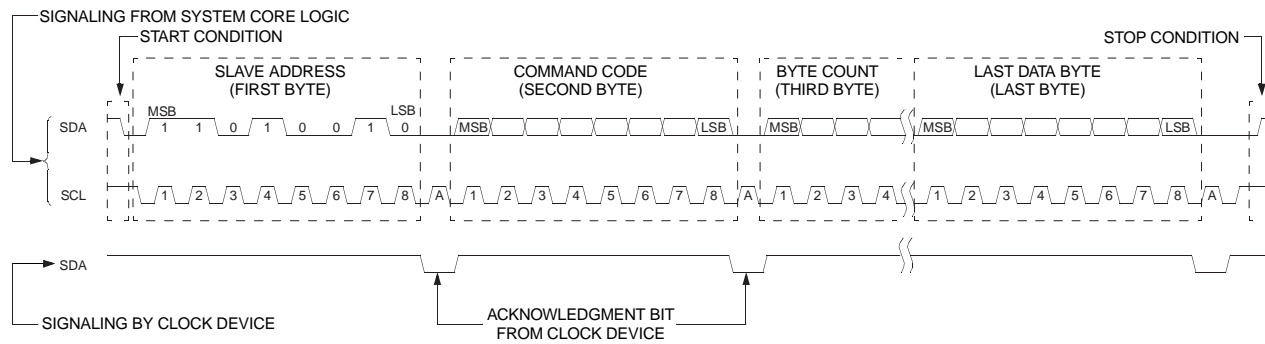 SIGNALING FROM SYSTEM CORE LOGIC
START CONDITION
STOP CONDITION
SLAVE ADDRESS
(FIRST BYTE)
COMMAND CODE
(SECOND BYTE)
BYTE COUNT
(THIRD BYTE)
LAST DATA BYTE
(LAST BYTE)
MSB LSB
SDA 1 1 0 1 0 0 1 0 MSB LSB MSB MSB LSB
SCL 1 2 3 4 5 6 7 8 A 1 2 3 4 5 6 7 8 A 1 2 3 4 1 2 3 4 5 6 7 8 A
SDA
SIGNALING BY CLOCK DEVICE
ACKNOWLEDGMENT BIT
FROM CLOCK DEVICE